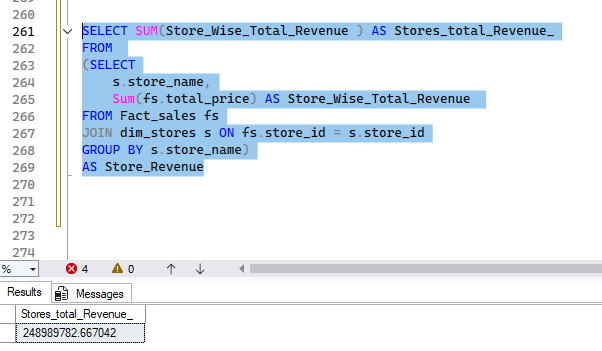 261 SELECT SUM(Store_Wise_Total_Revenue ) AS Stores_total_Revenue_
262 FROM
263 (SELECT
264 s.store_name,
265 Sum(fs.total_price) AS Store_Wise_Total_Revenue
266 FROM Fact_sales fs
267 JOIN dim_stores s ON fs.store_id = s.store_id
268 GROUP BY s.store_name)
269 AS Store_Revenue
270
271
272
273
274
% 4 0
Results Messages
Stores_total_Revenue_
248989782.667042